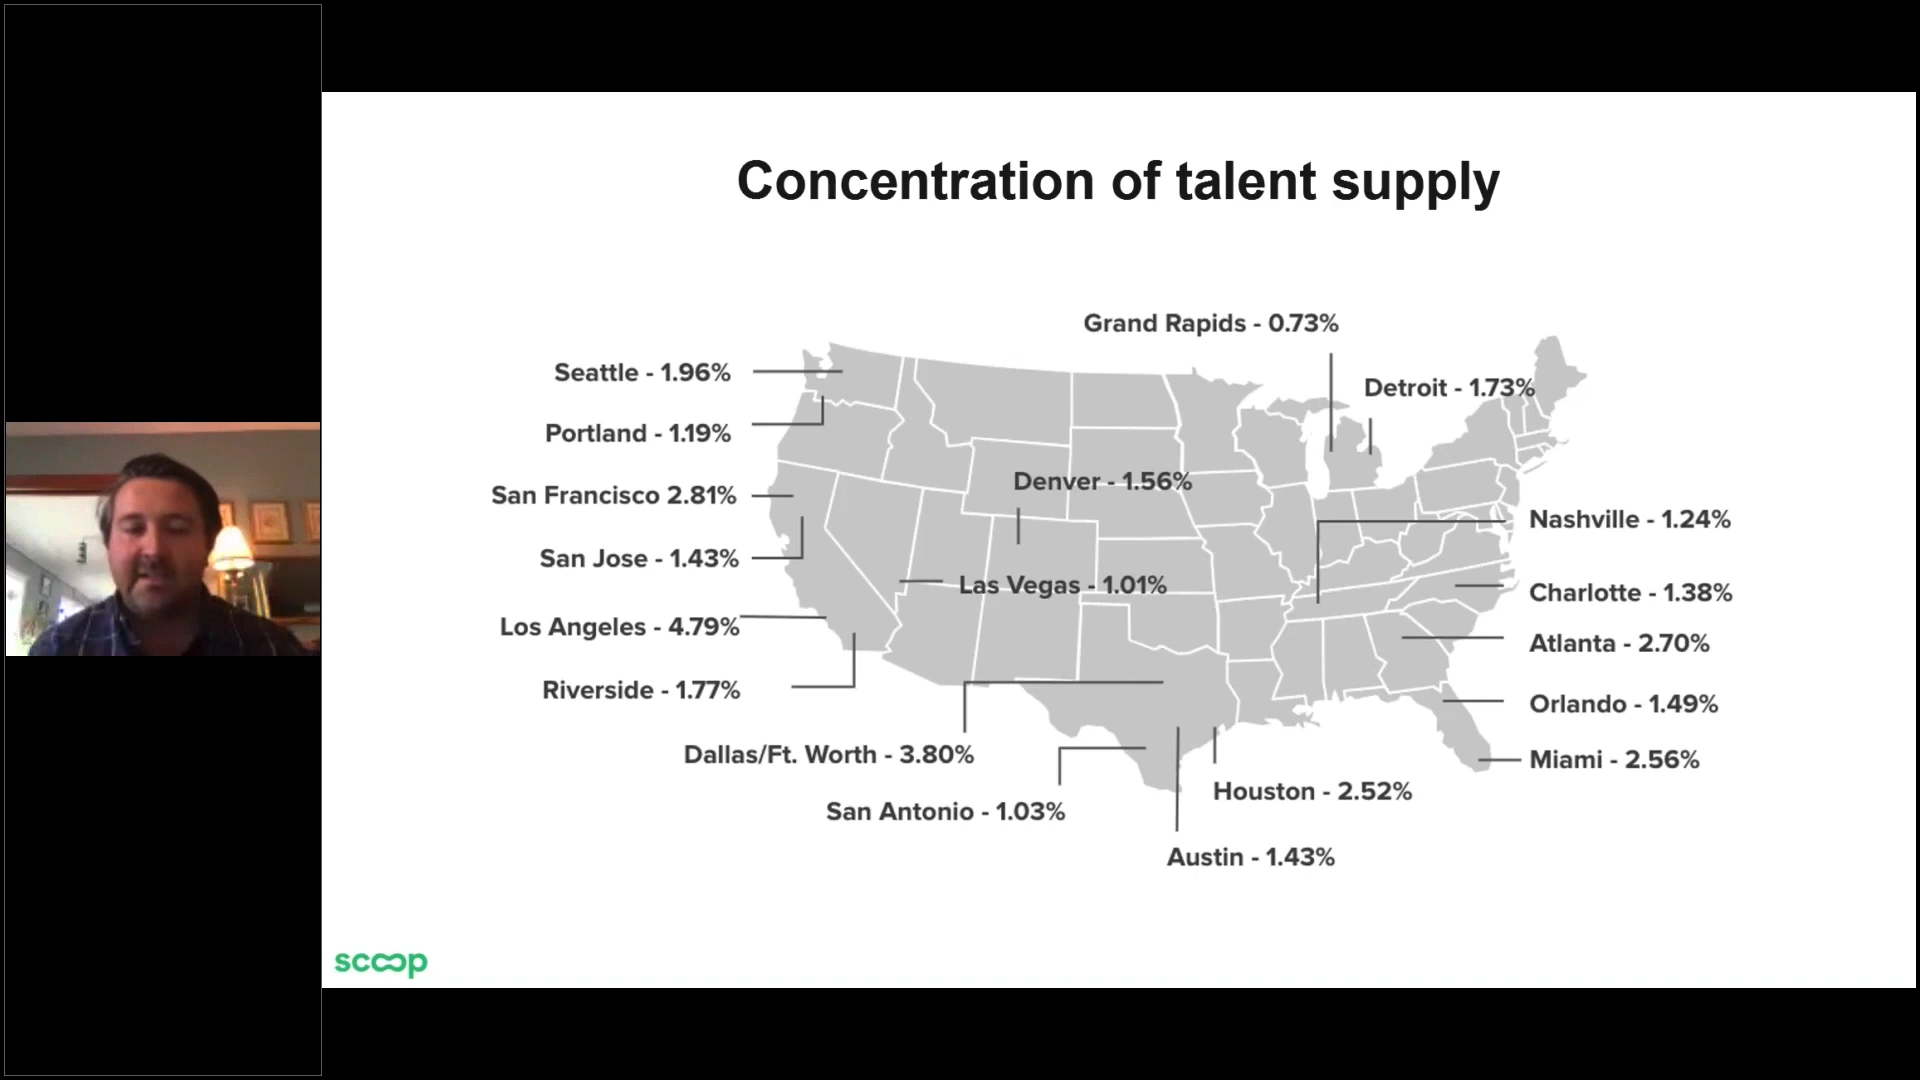 Concentration of talent supply
Grand Rapids - 0.73%
Seattle - 1.96%
Detroit - 1.73%
Portland - 1.19%
Denver - 1.56%
San Francisco 2.81%
Nashville - 1.24%
San Jose - 1.43%
Las Vegas - 1.01%
Charlotte - 1.38%
Los Angeles - 4.79%
Atlanta - 2.70%
Riverside - 1.77%
Orlando - 1.49%
Dallas/Ft. Worth - 3.80%
Miami - 2.56%
Houston - 2.52%
San Antonio - 1.03%
Austin - 1.43%
scoop